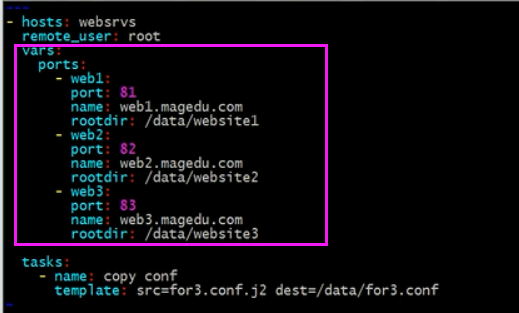 ---
- hosts: websrvs
  remote_user: root
  vars:
    ports:
      - web1:
        port: 81
        name: web1.magedu.com
        rootdir: /data/website1
      - web2:
        port: 82
        name: web2.magedu.com
        rootdir: /data/website2
      - web3:
        port: 83
        name: web3.magedu.com
        rootdir: /data/website3

  tasks:
    - name: copy conf
      template: src=for3.conf.j2 dest=/data/for3.conf
~